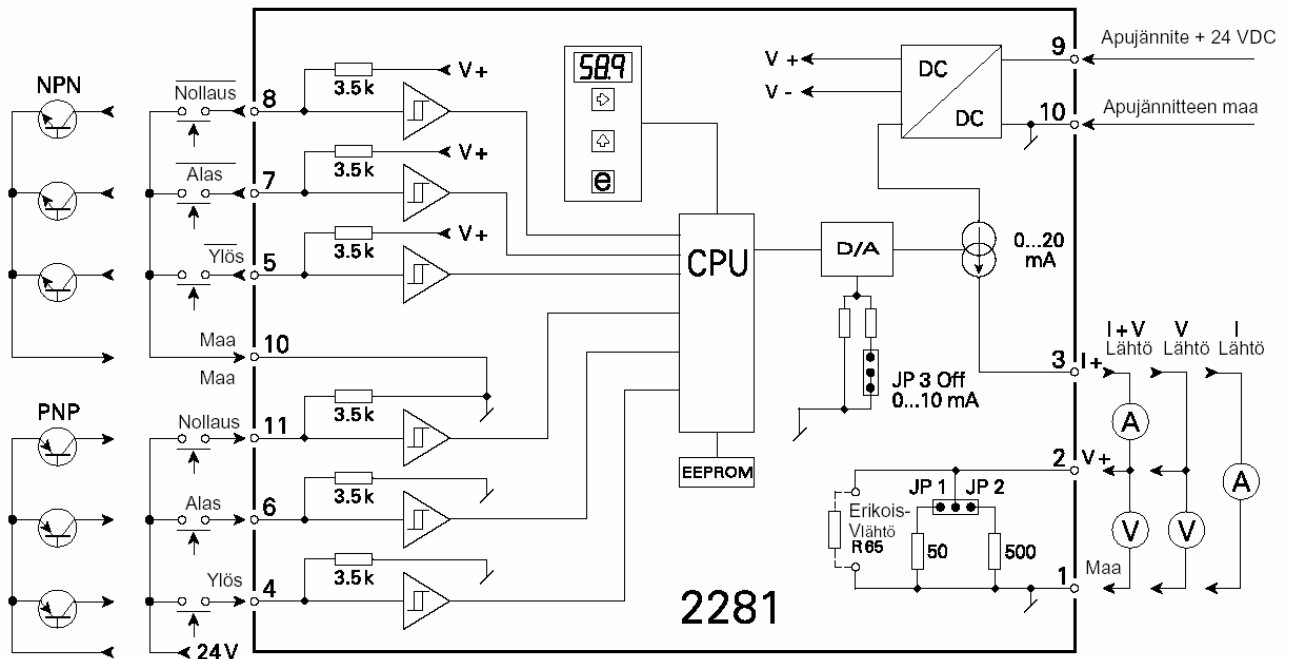 NPN
Nollaus
8
3.5k
V+
Alas
7
3.5k
V+
Ylös
5
3.5k
V+
Maa
10
Maa
PNP
Nollaus
11
3.5k
Alas
6
3.5k
Ylös
4
3.5k
24V
58.9
e
CPU
EEPROM
D/A
JP 3 Off
0...10 mA
V +
V -
DC
DC
9
Apujännite + 24 VDC
10
Apujännitteen maa
0...20
mA
3
I+
I + V
Lähtö
V
Lähtö
I
Lähtö
A
A
2
V+
V
V
JP 1
JP 2
Erikois-
Vlähtö
R65
50
500
1
Maa
2281